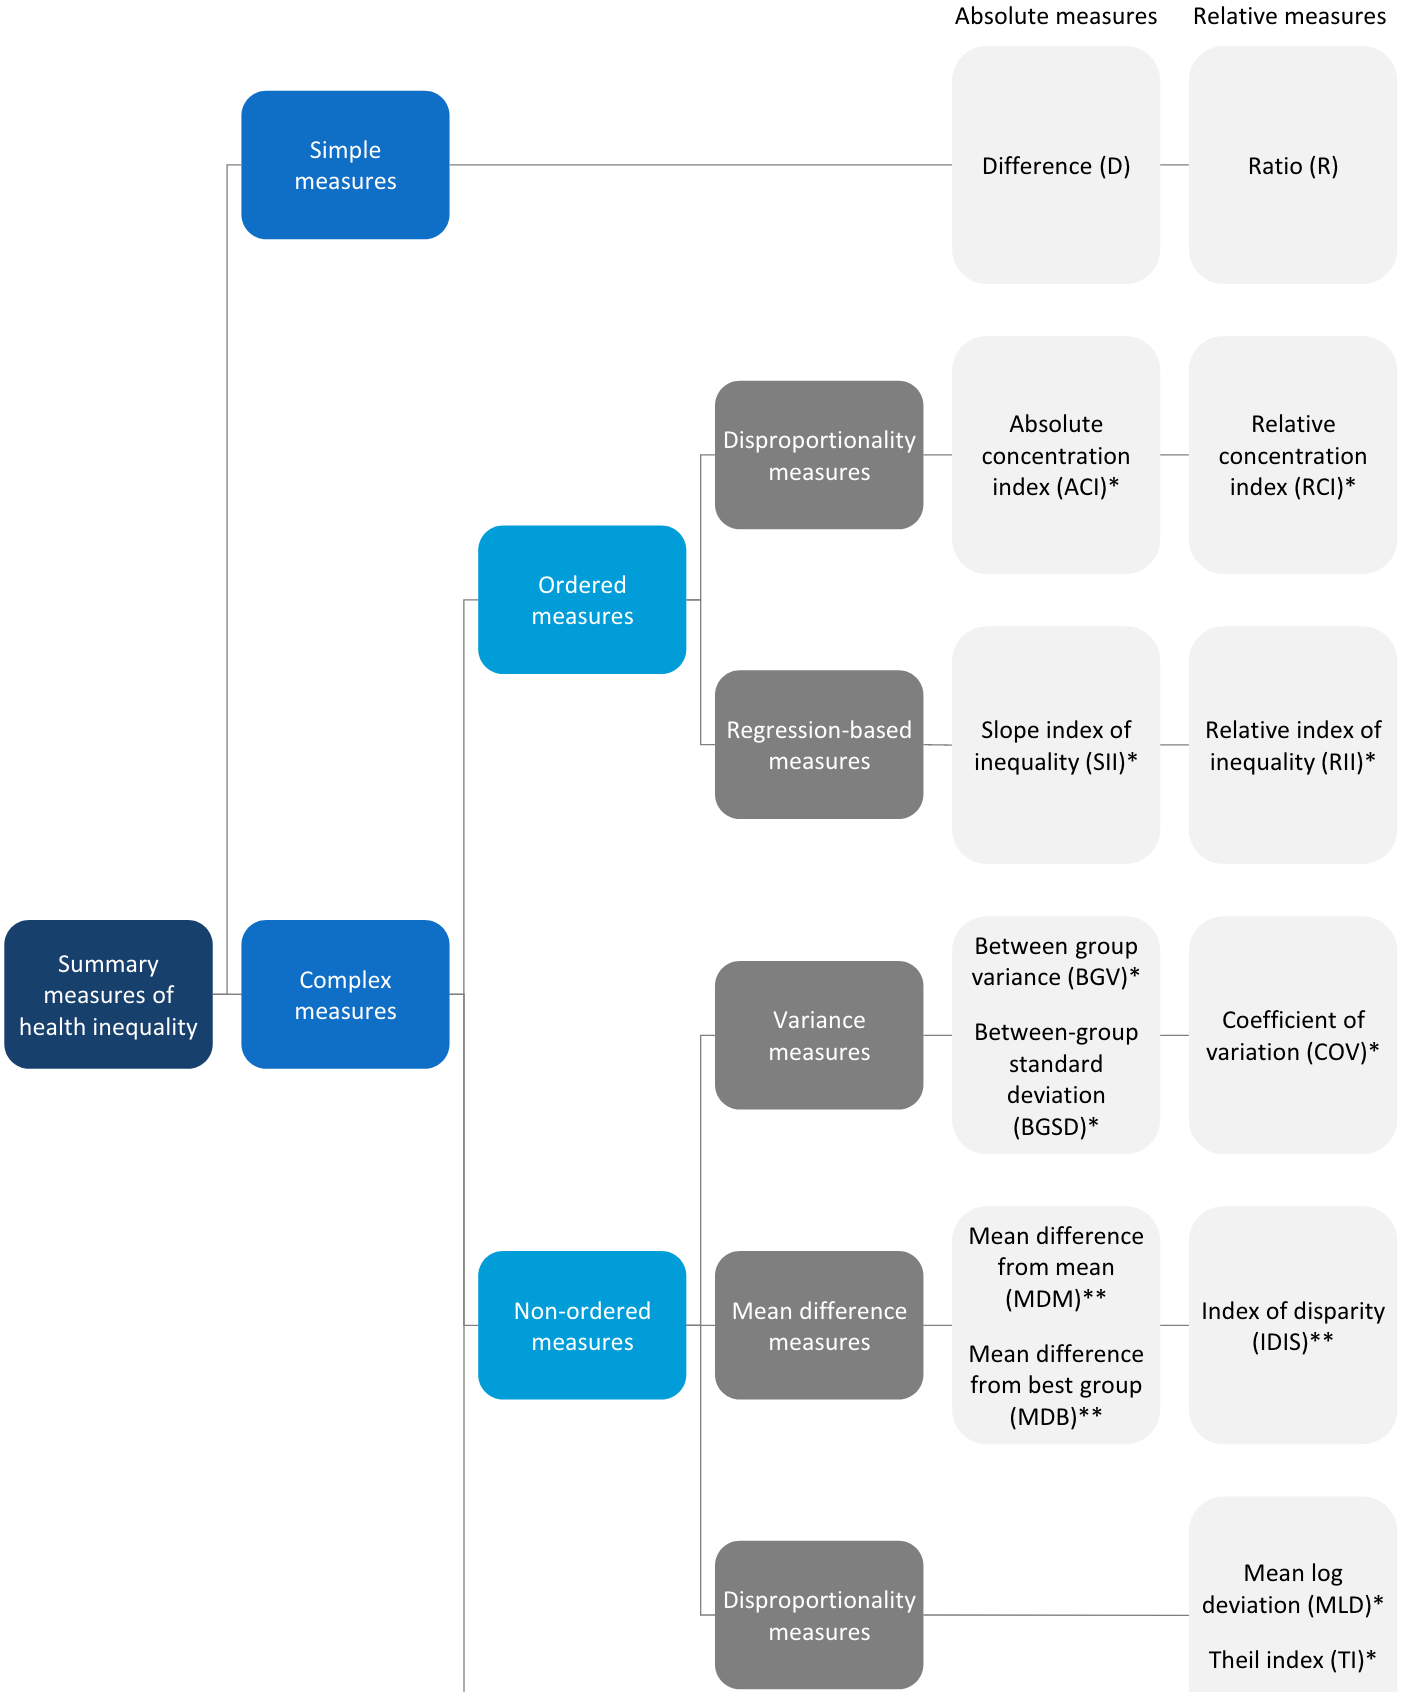 Absolute measures
Relative measures
Simple
measures
Difference (D)
Ratio (R)
Disproportionality
measures
Absolute
concentration
index (ACI)*
Relative
concentration
index (RCI)*
Ordered
measures
Regression-based
measures
Slope index of
inequality (SII)*
Relative index of
inequality (RII)*
Summary
measures of
health inequality
Complex
measures
Variance
measures
Between group
variance (BGV)*
Between-group
standard
deviation
(BGSD)*
Coefficient of
variation (COV)*
Non-ordered
measures
Mean difference
measures
Mean difference
from mean
(MDM)**
Mean difference
from best group
(MDB)**
Index of disparity
(IDIS)**
Disproportionality
measures
Mean log
deviation (MLD)*
Theil index (TI)*